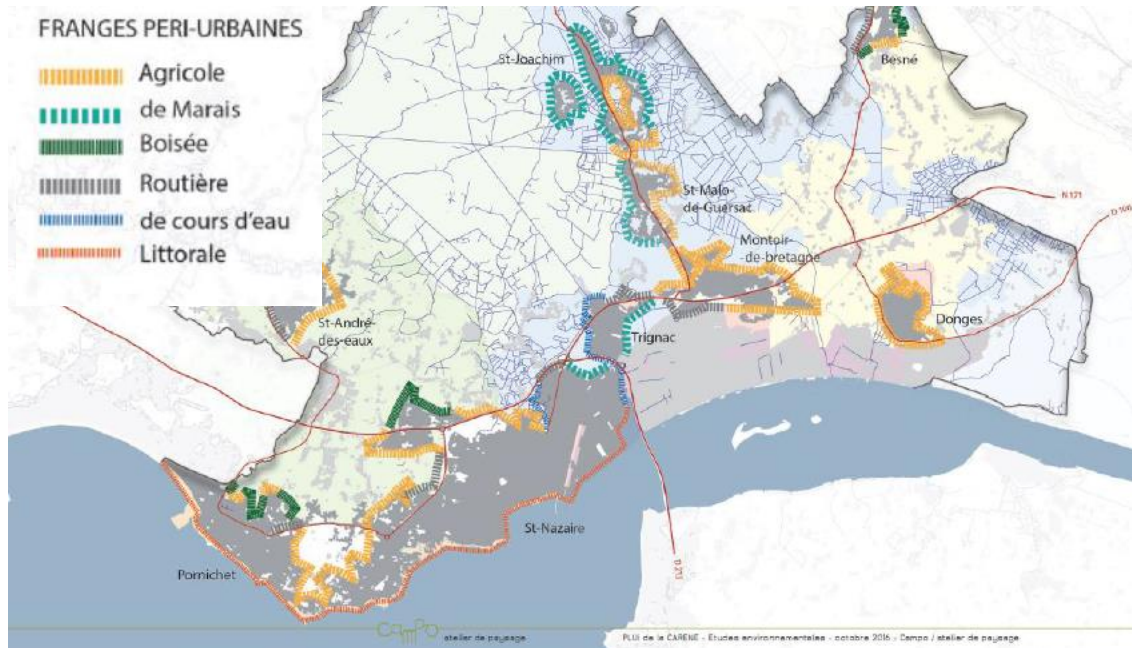 FRANGES PERI-URBAINES
Agricole
de Marais
Boisée
Routière
de cours d'eau
Littorale
St-Joachim
Besné
St-Malo-
de-Guersac
N 171
Montoir-
de-bretagne
Donges
St-André-
des-eaux
Trignac
St-Nazaire
Pornichet
D 213
campo
atelier de paysage
PLUI de la CARENE - Etudes environnementales - octobre 2016 - Campo / atelier de paysage